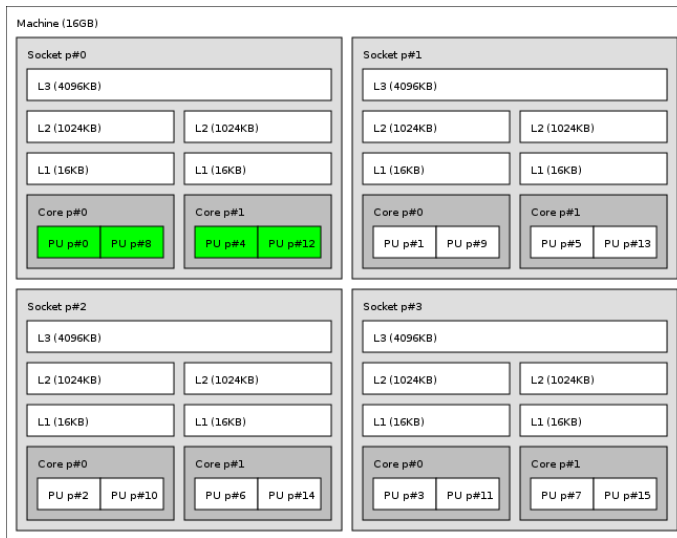 Machine (16GB)
Socket p#0
L3 (4096KB)
L2 (1024KB) L2 (1024KB)
L1 (16KB) L1 (16KB)
Core p#0 Core p#1
PU p#0 PU p#8 PU p#4 PU p#12
Socket p#1
L3 (4096KB)
L2 (1024KB) L2 (1024KB)
L1 (16KB) L1 (16KB)
Core p#0 Core p#1
PU p#1 PU p#9 PU p#5 PU p#13
Socket p#2
L3 (4096KB)
L2 (1024KB) L2 (1024KB)
L1 (16KB) L1 (16KB)
Core p#0 Core p#1
PU p#2 PU p#10 PU p#6 PU p#14
Socket p#3
L3 (4096KB)
L2 (1024KB) L2 (1024KB)
L1 (16KB) L1 (16KB)
Core p#0 Core p#1
PU p#3 PU p#11 PU p#7 PU p#15